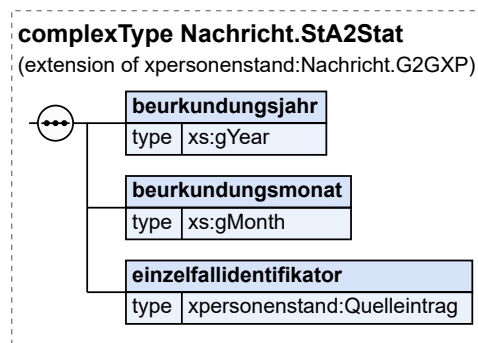 complexType Nachricht.StA2Stat
(extension of xpersonenstand:Nachricht.G2GXP)
beurkundungsjahr
type xs:gYear
beurkundungsmonat
type xs:gMonth
einzelfallidentifikator
type xpersonenstand:Quelleintrag